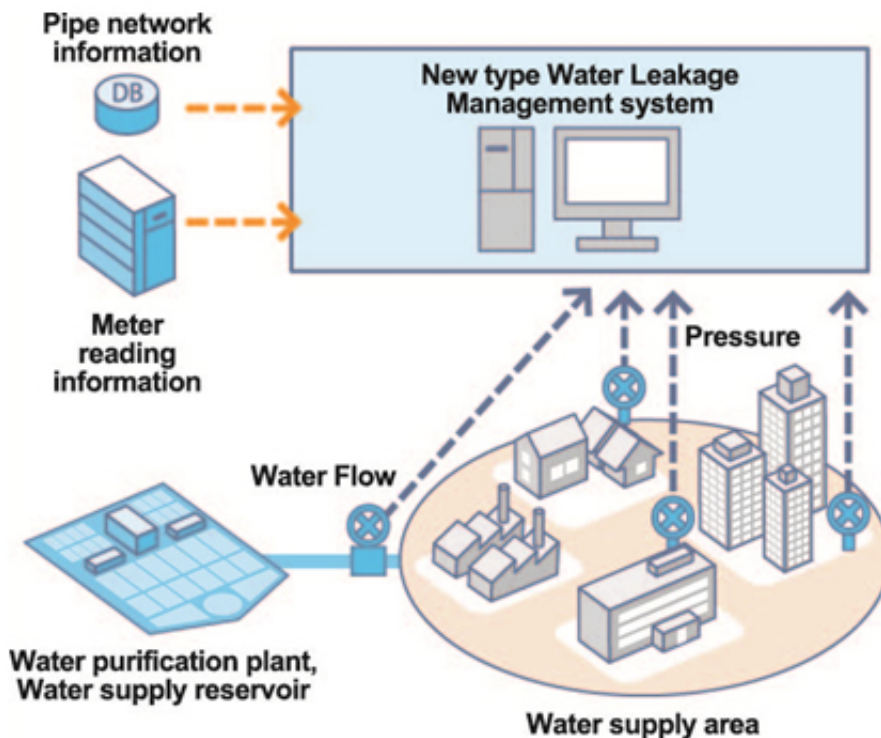 Pipe network
information
DB
New type Water Leakage
Management system
Meter
reading
information
Pressure
Water Flow
Water purification plant,
Water supply reservoir
Water supply area